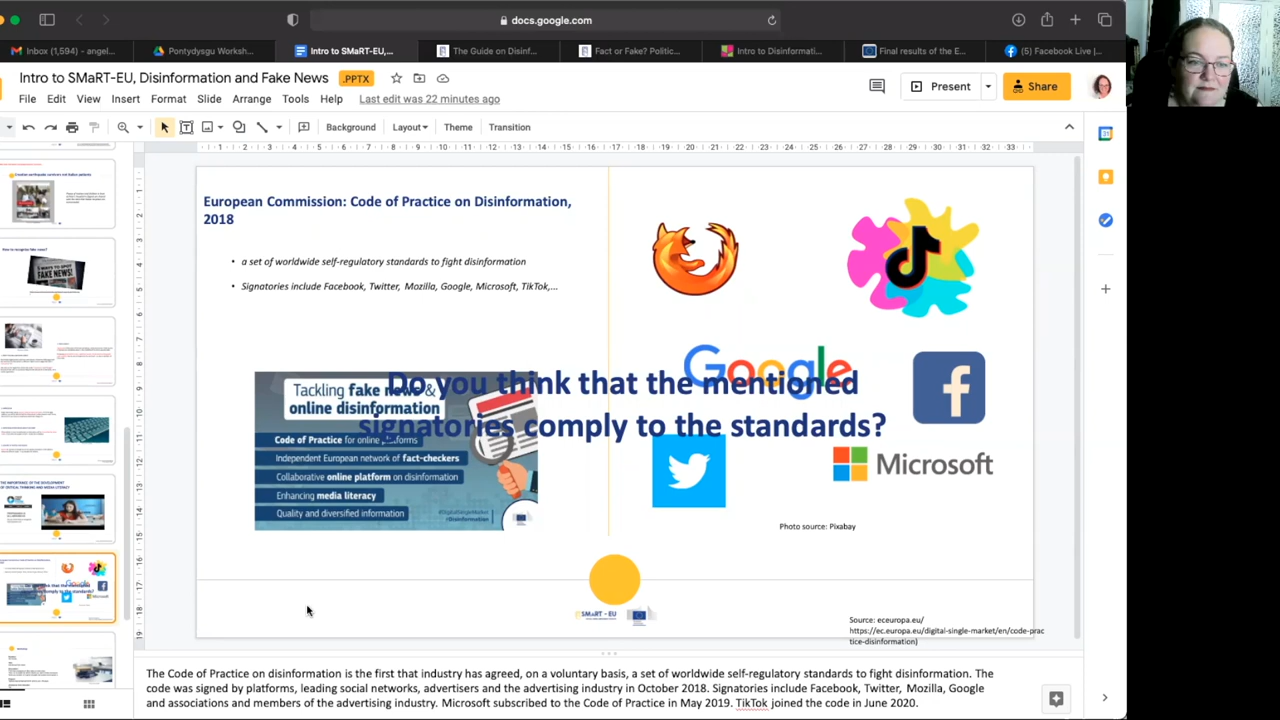 docs.google.com
Inbox (1,594) – angel...
Pontydysgu Worksh...
Intro to SMaRT-EU,...
The Guide on Disinf...
Fact or Fake? Politic...
Intro to Disinformati...
Final results of the E...
(5) Facebook Live |...
Intro to SMaRT-EU, Disinformation and Fake News
.PPTX
File Edit View Insert Format Slide Arrange Tools Help
Last edit was 22 minutes ago
Present
Share
Background
Layout
Theme
Transition
European Commission: Code of Practice on Disinformation,
2018
• a set of worldwide self-regulatory standards to fight disinformation
• Signatories include Facebook, Twitter, Mozilla, Google, Microsoft, TikTok,...
Google
Do you think that the mentioned
signatories comply to the standards?
Tackling fake news &
online disinformation
Code of Practice for online platforms
Independent European network of fact-checkers
Collaborative online platform on disinformation
Enhancing media literacy
Quality and diversified information
#DigitalSingleMarket
#Disinformation
Microsoft
Photo source: Pixabay
SMaRT - EU
Source: eceuropa.eu/
https://ec.europa.eu/digital-single-market/en/code-prac
tice-disinformation)
The Code of Practice on disinformation is the first that industry has agreed, on a voluntary basis, a set of worldwide self-regulatory standards to fight disinformation. The
code was signed by platforms, leading social networks, advertisers and the advertising industry in October 2018. Signatories include Facebook, Twitter, Mozilla, Google
and associations and members of the advertising industry. Microsoft subscribed to the Code of Practice in May 2019. TikTok joined the code in June 2020.